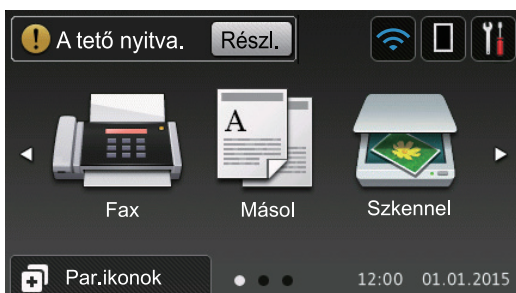 A tető nyitva. Részl.
Fax Másol Szkennel
Par.ikonok 12:00 01.01.2015